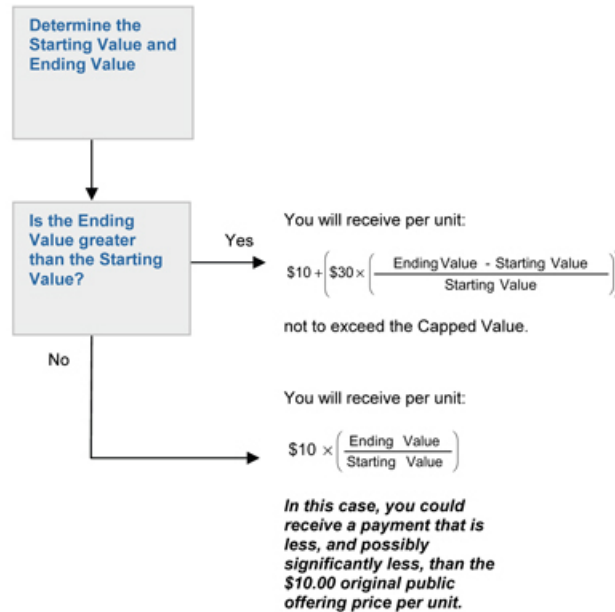 Determine the
Starting Value and
Ending Value
Is the Ending
Value greater
than the Starting
Value?
Yes
You will receive per unit:
$10 + ( $30 × ( Ending Value - Starting Value
Starting Value ) )
not to exceed the Capped Value.
No
You will receive per unit:
$10 × ( Ending Value
Starting Value )
In this case, you could
receive a payment that is
less, and possibly
significantly less, than the
$10.00 original public
offering price per unit.